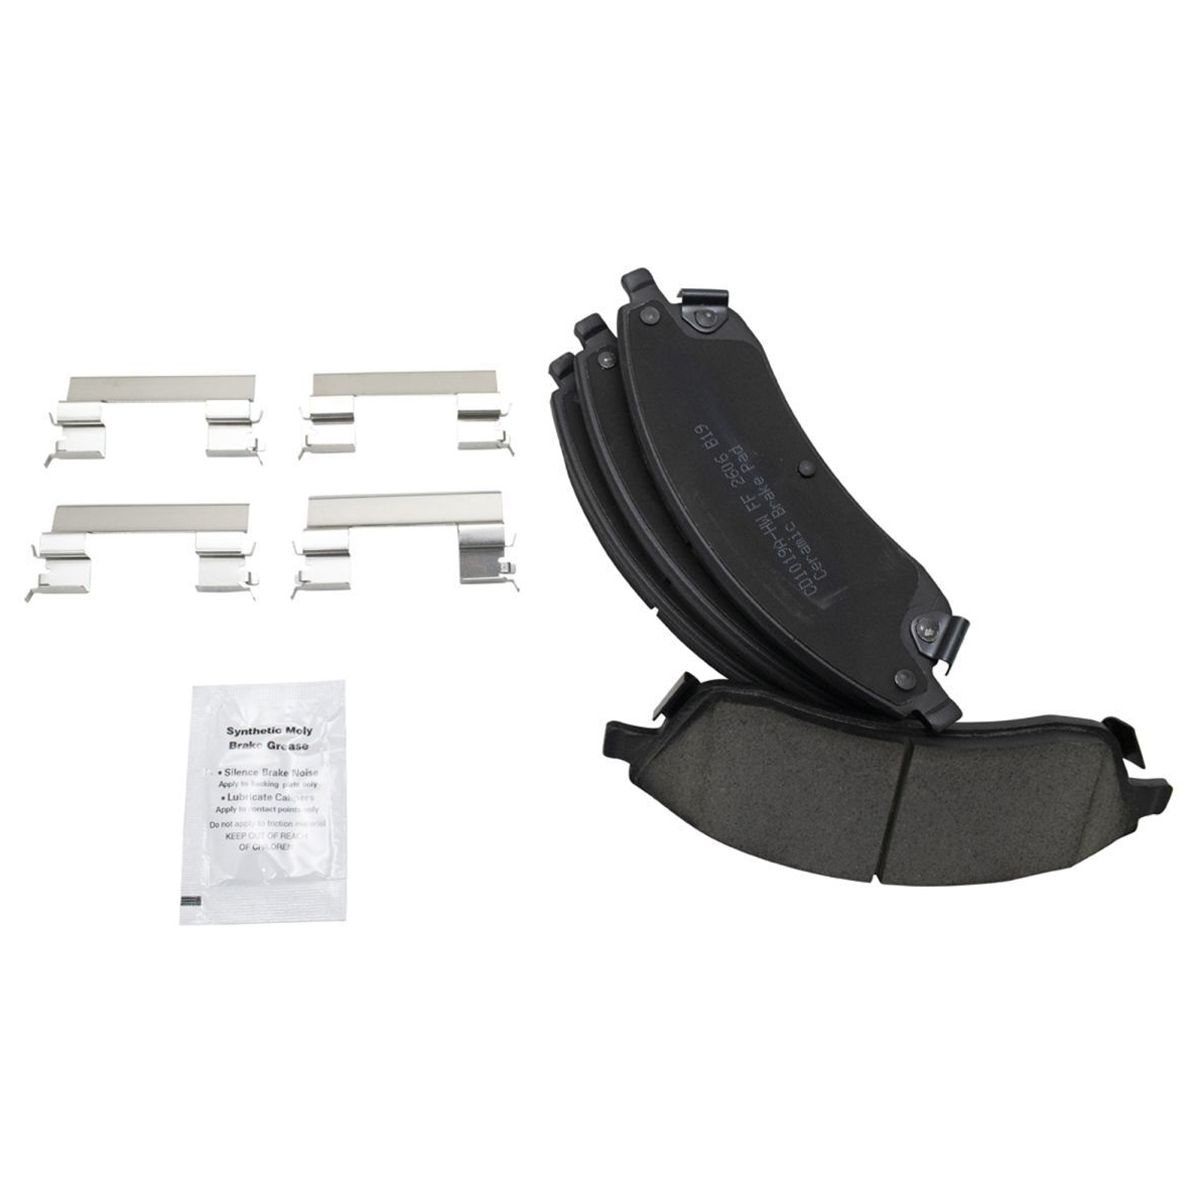 CD1019A-HW FF 2606 B19
Ceramic Brake Pad
Synthetic Moly
Brake Grease
• Silence Brake Noise
Apply to backing plate only
• Lubricate Calipers
Apply to contact points only
Do not apply to friction material
KEEP OUT OF REACH
OF CHILDREN